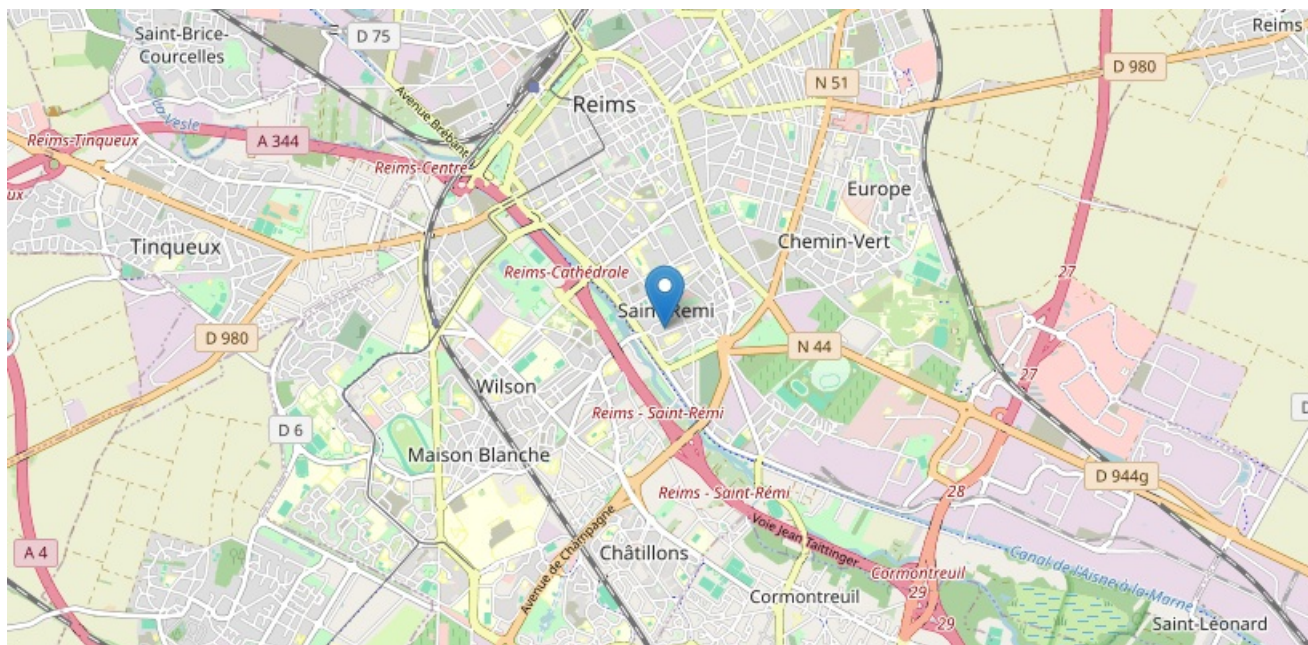 Saint-Brice-
Courcelles
D 75
Reims
D 980
N 51
Reims
La Vesle
Avenue Brébant
A 344
Reims-Tinqueux
Reims-Centre
Europe
Tinqueux
Chemin-Vert
Reims-Cathédrale
27
Saint-Remi
D 980
N 44
27
Wilson
Reims - Saint-Rémi
D 6
Maison Blanche
D 944g
28
Reims - Saint-Rémi
Voie Jean Taittinger
A 4
Avenue de Champagne
Châtillons
Canal de l'Aisne à la Marne
Cormontreuil
29
Cormontreuil
29
Saint-Léonard